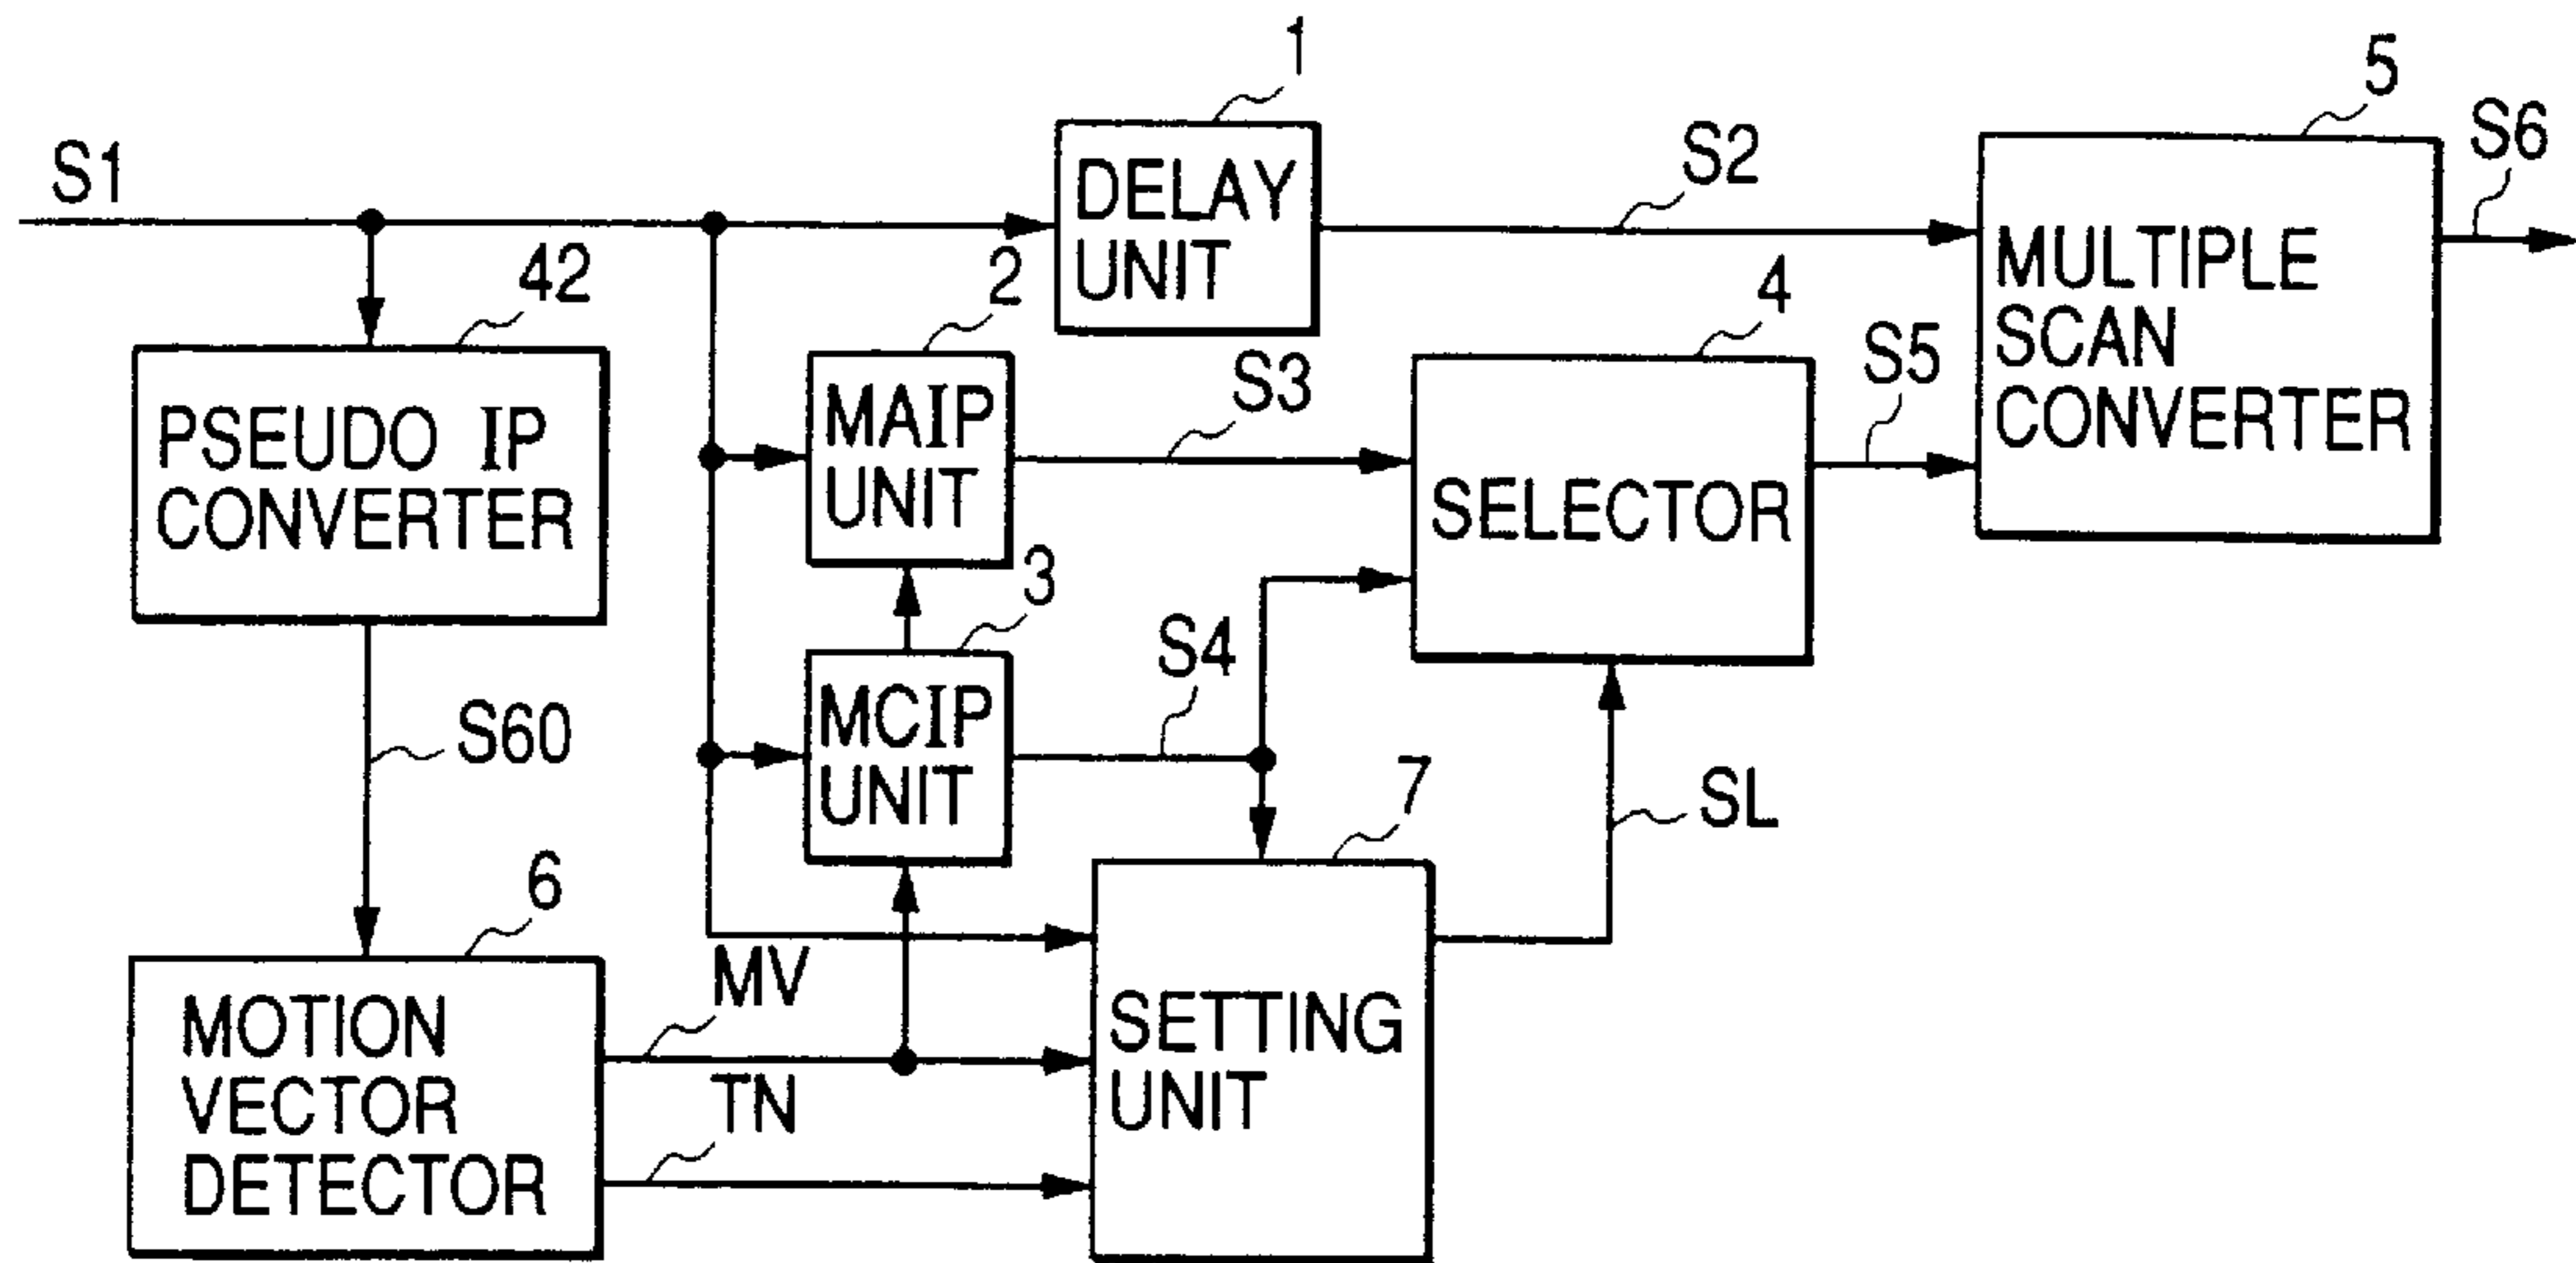 1
5
S1
S2
S6
DELAY
UNIT
42
2
4
MULTIPLE
SCAN
CONVERTER
PSEUDO IP
CONVERTER
MAIP
UNIT
S3
S5
SELECTOR
3
MCIP
UNIT
S4
S60
7
SL
6
MV
MOTION
VECTOR
DETECTOR
TN
SETTING
UNIT